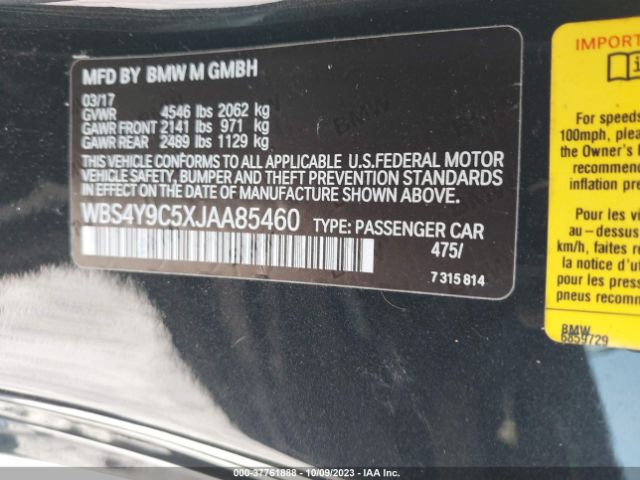 MFD BY BMW M GMBH
03/17
GVWR 4546 lbs 2062 kg
GAWR FRONT 2141 lbs 971 kg
GAWR REAR 2489 lbs 1129 kg
THIS VEHICLE CONFORMS TO ALL APPLICABLE U.S.FEDERAL MOTOR
VEHICLE SAFETY, BUMPER, AND THEFT PREVENTION STANDARDS
IN EFFECT ON THE DATE OF MANUFACTURE SHOWN ABOVE.
WBS4Y9C5XJAA85460 TYPE: PASSENGER CAR
475/
7 315 814
IMPORT
For speeds
100mph, please
the Owner's
recommen
inflation p
Pour des vi
au-dessus
km/h, faites ré
la notice d'u
pour les press
pneus recomm
BMW
6859729
000-37761888 - 10/09/2023 - IAA Inc.